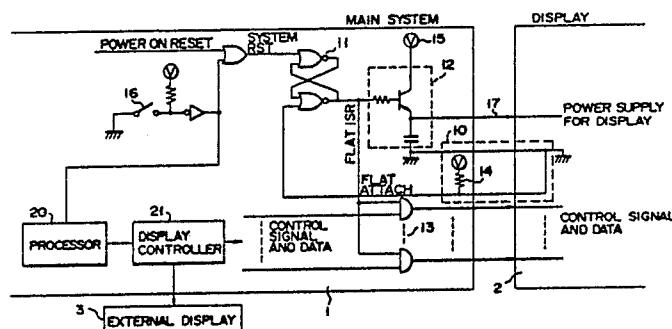 MAIN SYSTEM
DISPLAY
POWER ON RESET
SYSTEM
RST
11
V
15
12
16
V
17
POWER SUPPLY
FOR DISPLAY
FLAT ISR
10
V
14
FLAT
ATTACH
20
PROCESSOR
21
DISPLAY
CONTROLLER
CONTROL
SIGNAL
AND DATA
13
CONTROL SIGNAL
AND DATA
3
EXTERNAL DISPLAY
1
2